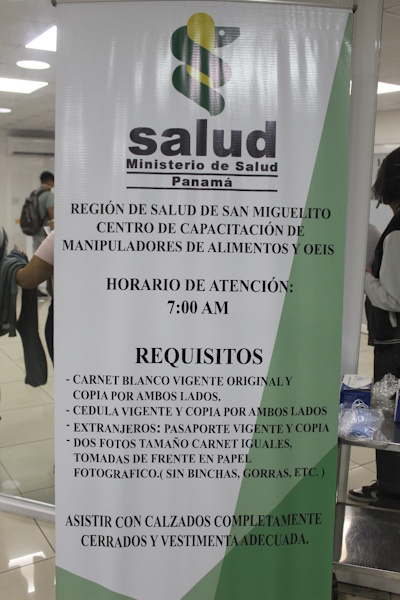 salud
Ministerio de Salud
Panamá
REGIÓN DE SALUD DE SAN MIGUELITO
CENTRO DE CAPACITACIÓN DE
MANIPULADORES DE ALIMENTOS Y OEIS
HORARIO DE ATENCIÓN:
7:00 AM
REQUISITOS
- CARNET BLANCO VIGENTE ORIGINAL Y
COPIA POR AMBOS LADOS.
- CEDULA VIGENTE Y COPIA POR AMBOS LADOS
- EXTRANJEROS: PASAPORTE VIGENTE Y COPIA
- DOS FOTOS TAMAÑO CARNET IGUALES,
TOMADAS DE FRENTE EN PAPEL
FOTOGRAFICO.( SIN BINCHAS, GORRAS, ETC. )
ASISTIR CON CALZADOS COMPLETAMENTE
CERRADOS Y VESTIMENTA ADECUADA.